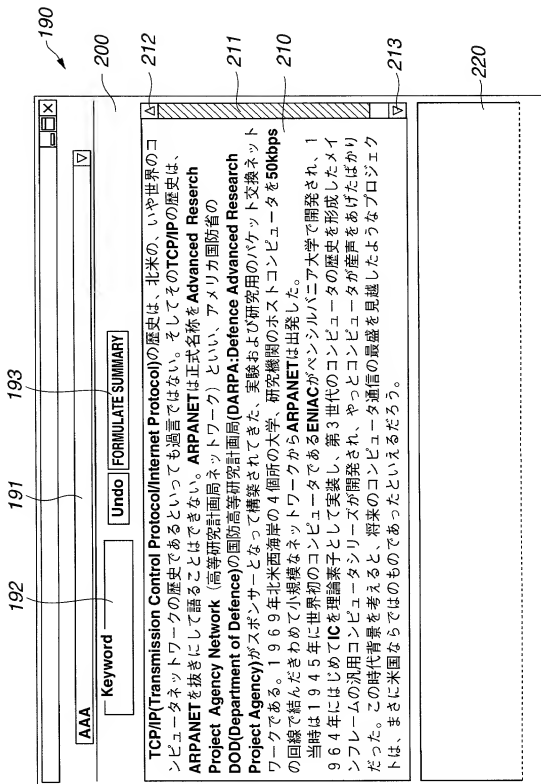 190
191
AAA
192
193
200
Keyword
Undo
FORMULATE SUMMARY
212
211
210
213
220
TCP/IP(Transmission Control Protocol/Internet Protocol)の歴史は、北米の、いや世界のコ
ンピュータネットワークの歴史であるといっても過言ではない。そしてそのTCP/IPの歴史は、
ARPANETを抜きにして語ることはできない。ARPANETは正式名称をAdvanced Reserch
Project Agency Network（高等研究計画局ネットワーク）といい、アメリカ国防省の
DOD(Department of Defence)の国防高等研究計画局(DARPA:Defence Advanced Research
Project Agency)がスポンサーとなって構築されてきた、実験および研究用のパケット交換ネット
ワークである。１９６９年北米西海岸の４個所の大学、研究機関のホストコンピュータを50kbps
の回線で結んだきわめて小規模なネットワークからARPANETは出発した。
当時は１９４５年に世界初のコンピュータであるENIACがペンシルバニア大学で開発され、１
９６４年にはじめてICを理論素子として実装し、第３世代のコンピュータの歴史を形成したメイ
ンフレームの汎用コンピュータシリーズが開発され、やっとコンピュータが産声をあげたばかり
だった。この時代背景を考えると、将来のコンピュータ通信の最盛を見越したようなプロジェク
トは、まさに米国ならではのものであったといえるだろう。